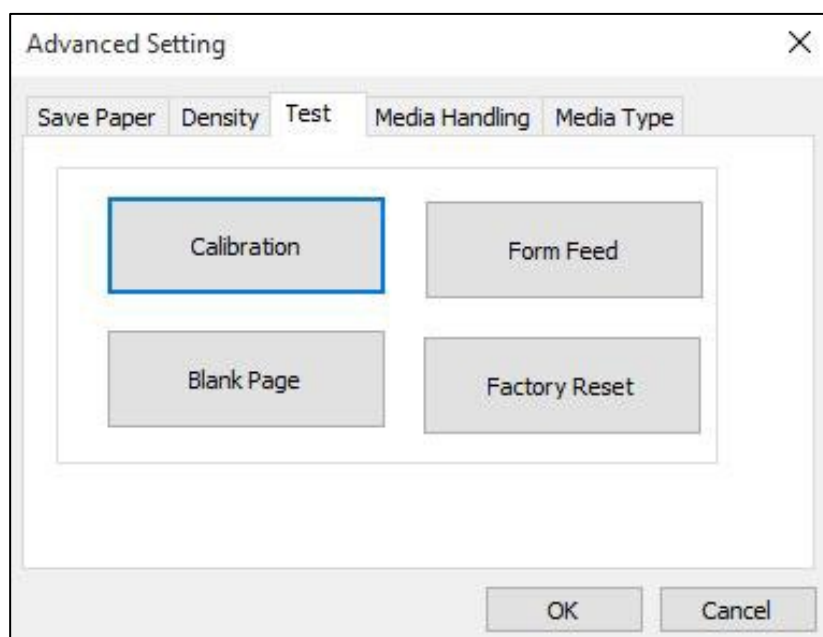 Advanced Setting
Save Paper Density Test Media Handling Media Type
Calibration Form Feed
Blank Page Factory Reset
OK Cancel